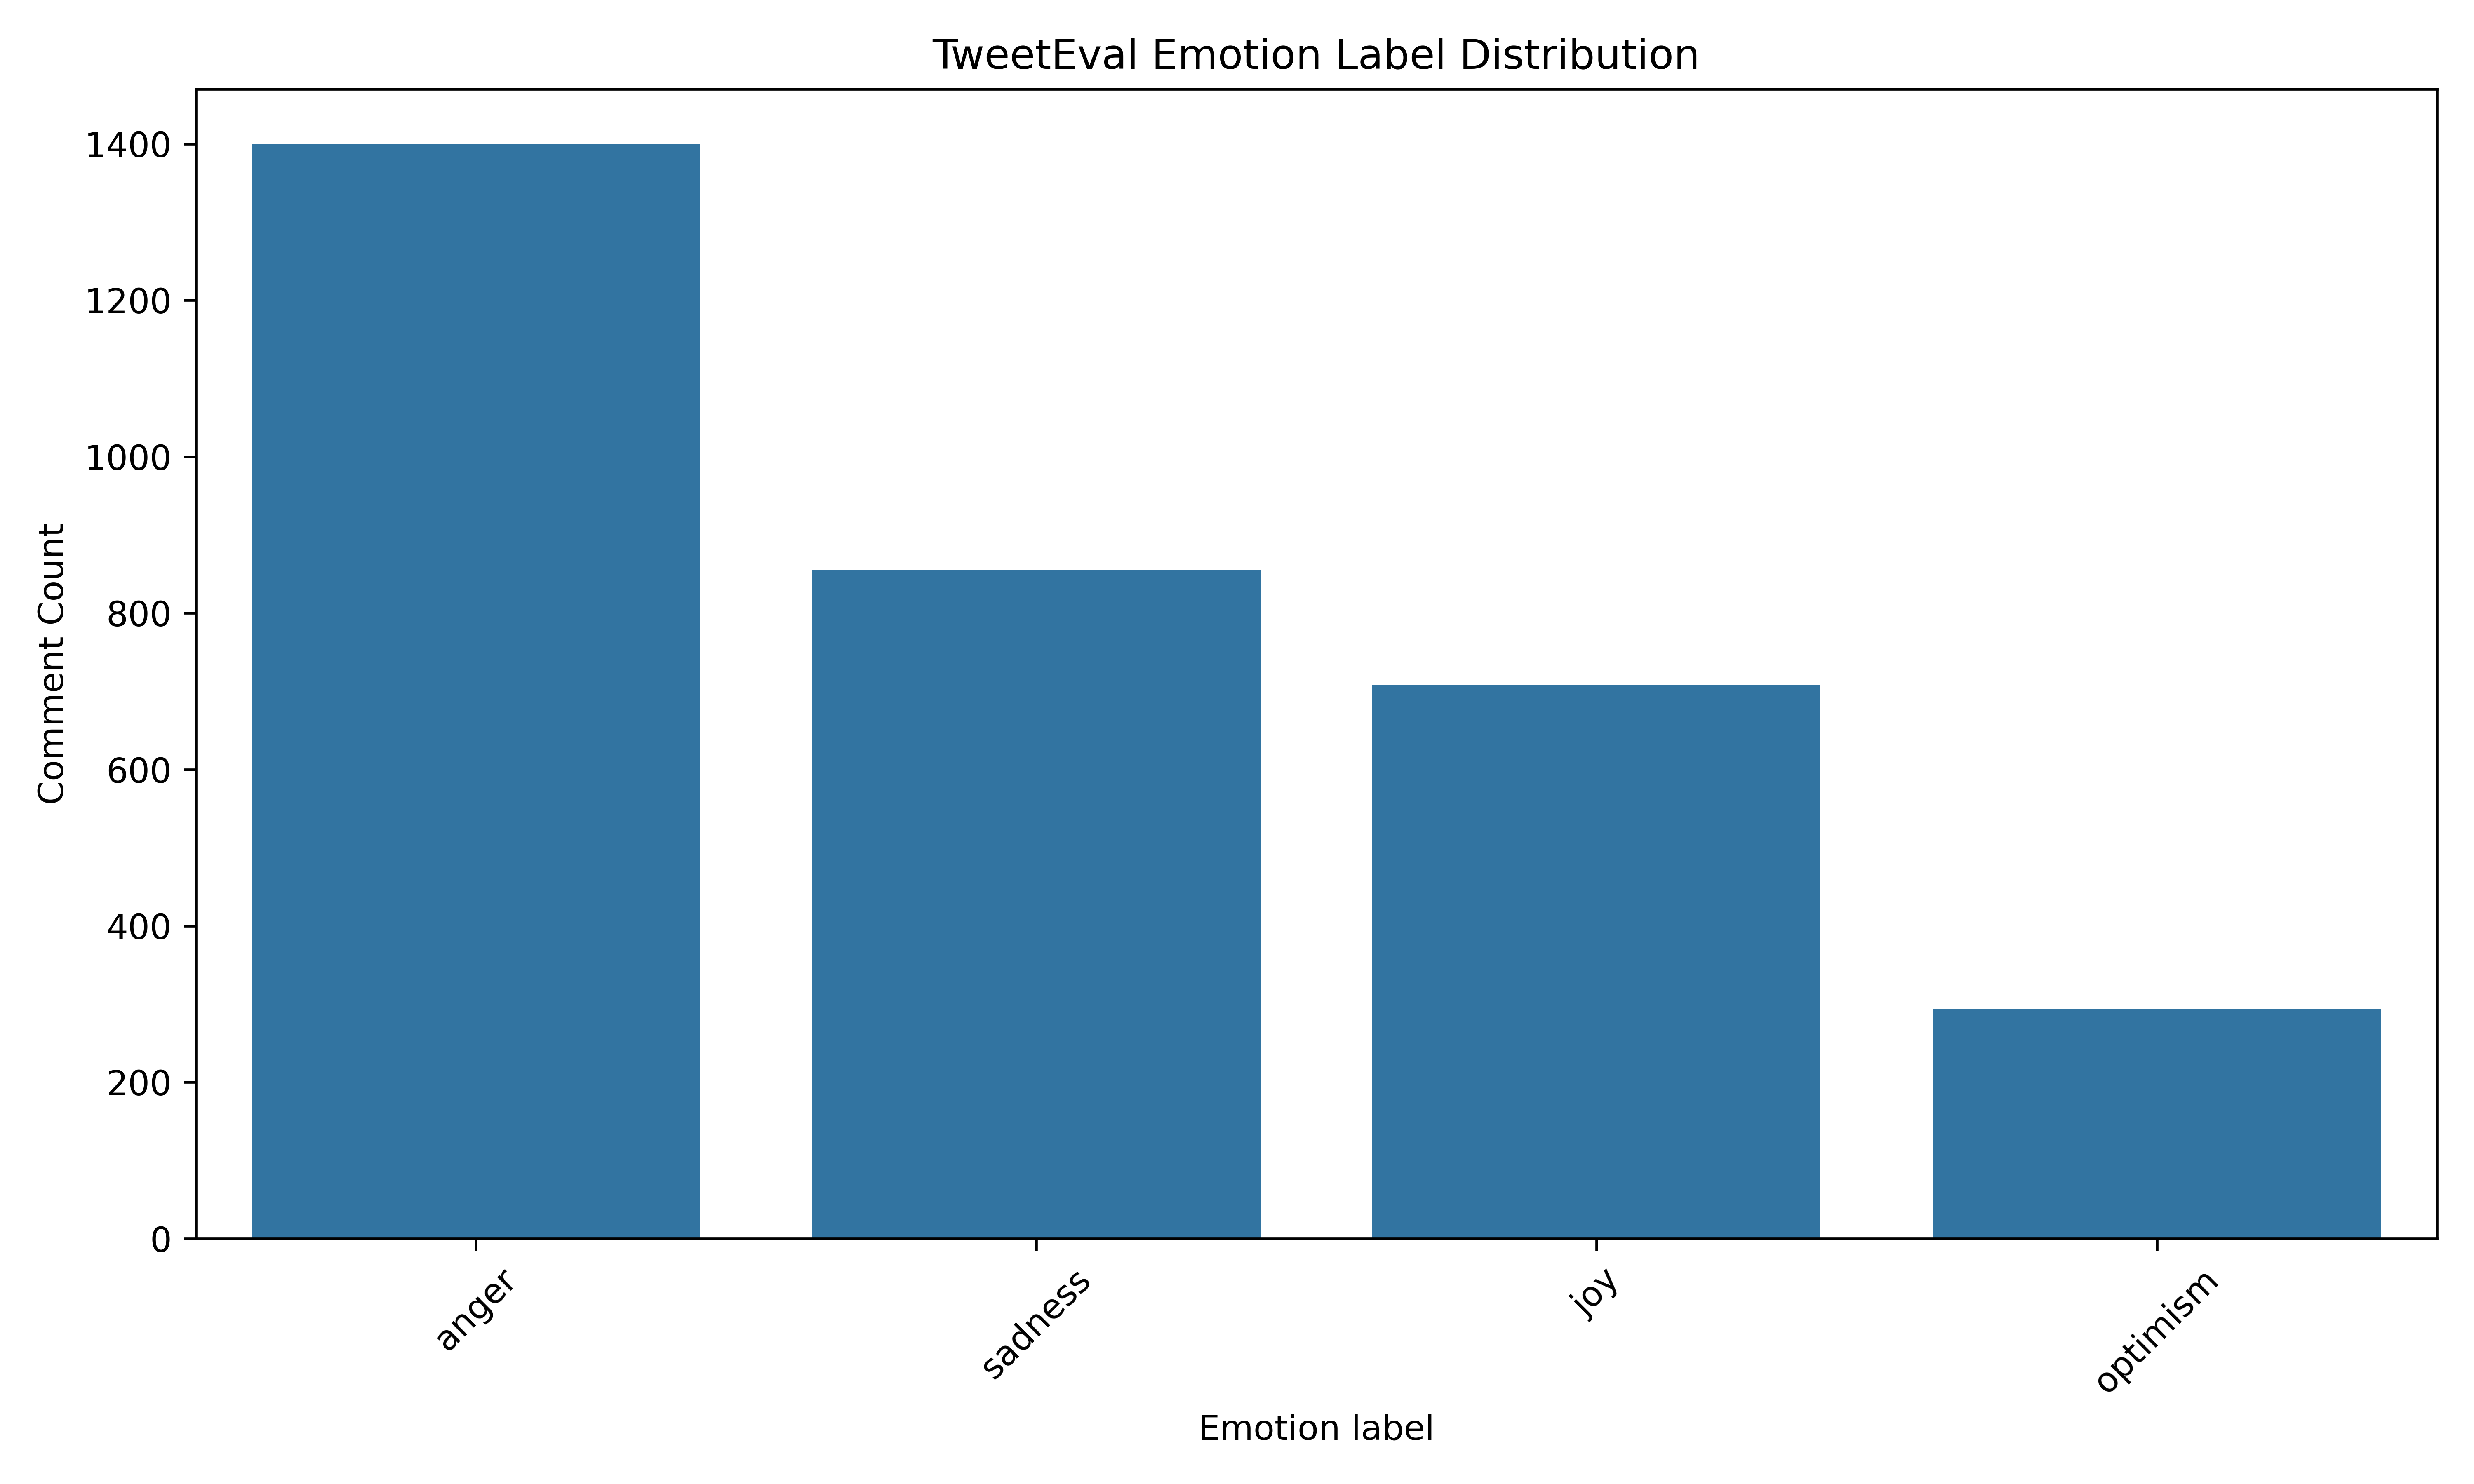 TweetEval Emotion Label Distribution
Comment Count
1400
1200
1000
800
600
400
200
0
anger
sadness
joy
optimism
Emotion label